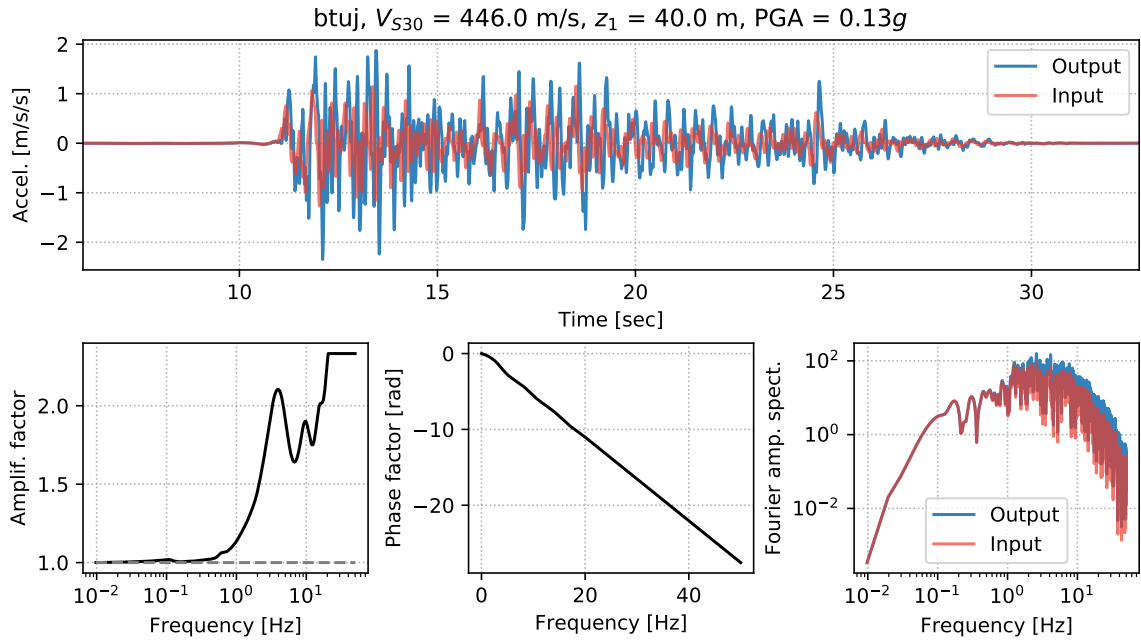 btuj, V_{S30} = 446.0 m/s, z_1 = 40.0 m, PGA = 0.13g
Accel. [m/s/s]
2
1
0
−1
−2
Output
Input
10
15
20
25
30
Time [sec]
Amplif. factor
2.0
1.5
1.0
10^{−2}
10^{−1}
10^{0}
10^{1}
Frequency [Hz]
Phase factor [rad]
0
−10
−20
0
20
40
Frequency [Hz]
Fourier amp. spect.
10^{2}
10^{0}
10^{−2}
Output
Input
10^{−2}
10^{−1}
10^{0}
10^{1}
Frequency [Hz]